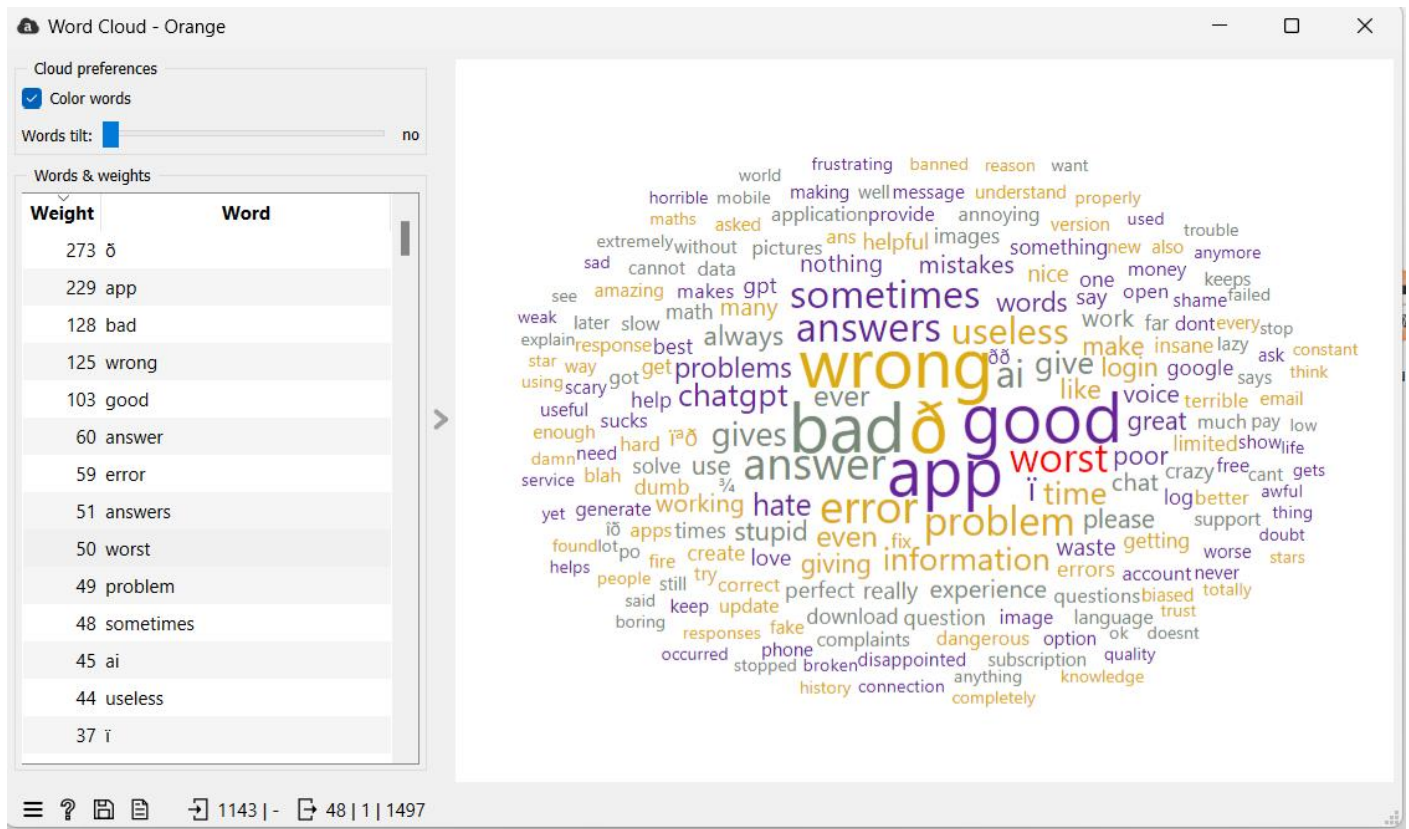 Word Cloud - Orange
Cloud preferences
Color words
Words tilt: no
Words & weights
Weight Word
273 ð
229 app
128 bad
125 wrong
103 good
60 answer
59 error
51 answers
50 worst
49 problem
48 sometimes
45 ai
44 useless
37 ï
1143 | - 48 | 1 | 1497
frustrating banned reason want
world
horrible mobile making well message understand properly
maths asked application provide annoying version used
trouble
extremely without pictures ans helpful images something new also anymore
sad cannot data nothing mistakes nice one money keeps
see amazing makes gpt sometimes words say open shame failed
weak later slow math many answers useless work far dont every stop
explain response best always make insane lazy ask constant
star way get problems wrong ðð ai give login google says think
using scary got help chatgpt ever like voice terrible email
useful sucks bad ð good great much pay low
enough hard ïªð gives limited show life
damn need solve use answer app worst poor crazy free cant gets
service blah dumb ¾ ï time chat log better awful
yet generate working hate error problem please support thing
îð apps times stupid even fix doubt
found lot po fire create love giving information waste getting worse stars
helps people still try correct perfect really experience errors account never
said keep update questions biased totally
boring responses fake download question image language trust
complaints dangerous option ok doesnt
occurred phone stopped broken disappointed subscription quality
anything knowledge
history connection completely